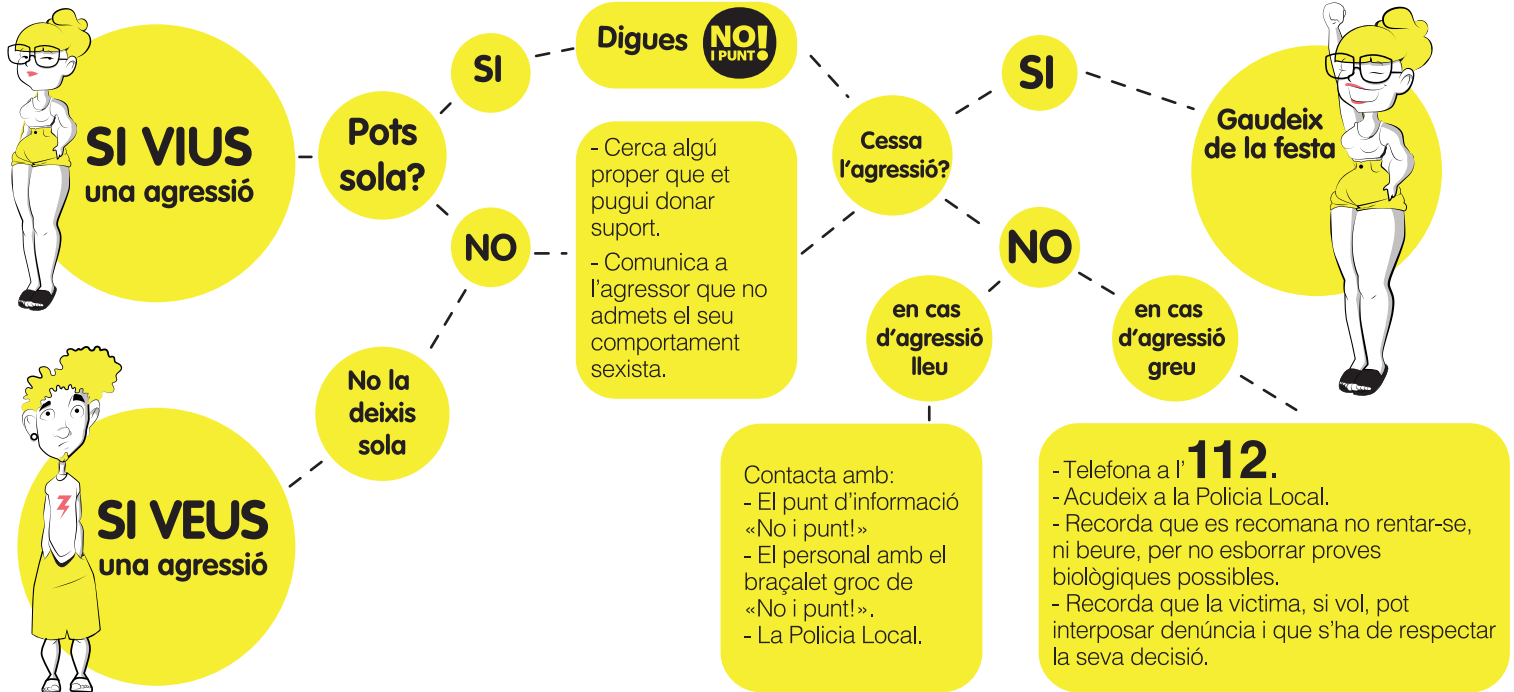 SI VIUS
una agressió
Pots
sola?
SI
Digues
NO!
I PUNT
NO
- Cerca algú
proper que et
pugui donar
suport.
- Comunica a
l'agressor que no
admets el seu
comportament
sexista.
Cessa
l'agressió?
SI
Gaudeix
de la festa
NO
en cas
d'agressió
lleu
en cas
d'agressió
greu
SI VEUS
una agressió
No la
deixis
sola
Contacta amb:
- El punt d'informació
«No i punt!»
- El personal amb el
braçalet groc de
«No i punt!».
- La Policia Local.
- Telefona a l'112.
- Acudeix a la Policia Local.
- Recorda que es recomana no rentar-se,
ni beure, per no esborrar proves
biològiques possibles.
- Recorda que la victima, si vol, pot
interposar denúncia i que s'ha de respectar
la seva decisió.